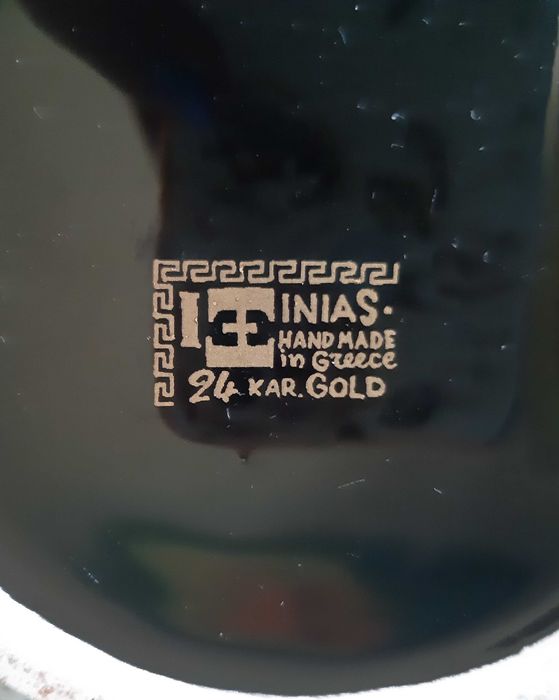 INIAS.
HAND MADE
in Greece
24 KAR. GOLD